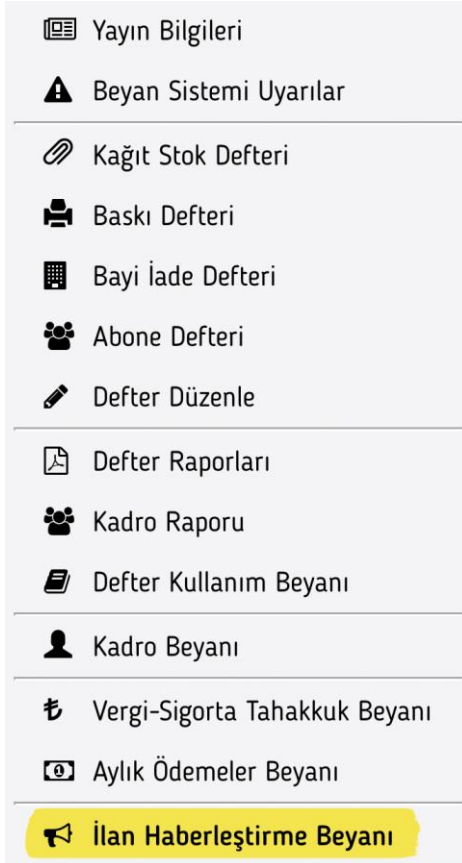 Yayın Bilgileri
Beyan Sistemi Uyarılar
Kağıt Stok Defteri
Baskı Defteri
Bayi İade Defteri
Abone Defteri
Defter Düzenle
Defter Raporları
Kadro Raporu
Defter Kullanım Beyanı
Kadro Beyanı
Vergi-Sigorta Tahakkuk Beyanı
Aylık Ödemeler Beyanı
İlan Haberleştirme Beyanı